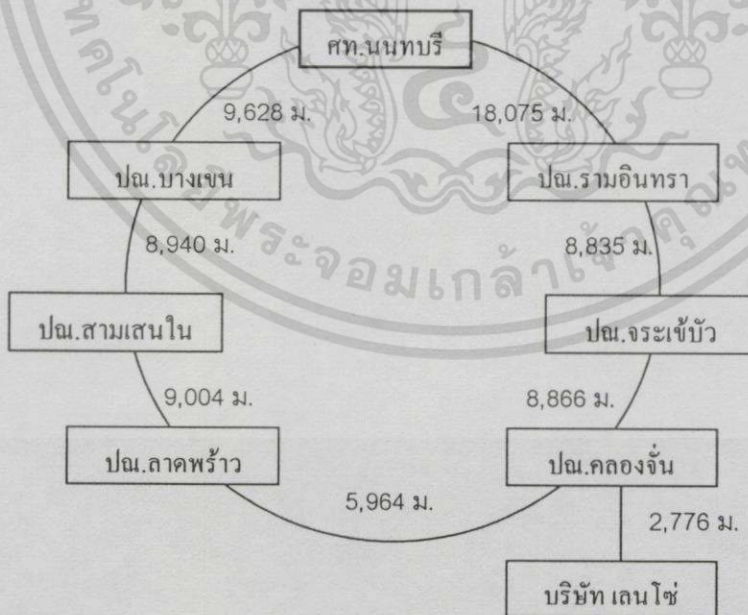 ศท.นนทบุรี
9,628 ม.
18,075 ม.
ปณ.บางเขน
ปณ.รามอินทรา
8,940 ม.
8,835 ม.
ปณ.สามเสนใน
ปณ.จระเข้บัว
9,004 ม.
8,866 ม.
ปณ.ลาดพร้าว
ปณ.คลองจั่น
5,964 ม.
2,776 ม.
บริษัท เลนโซ่